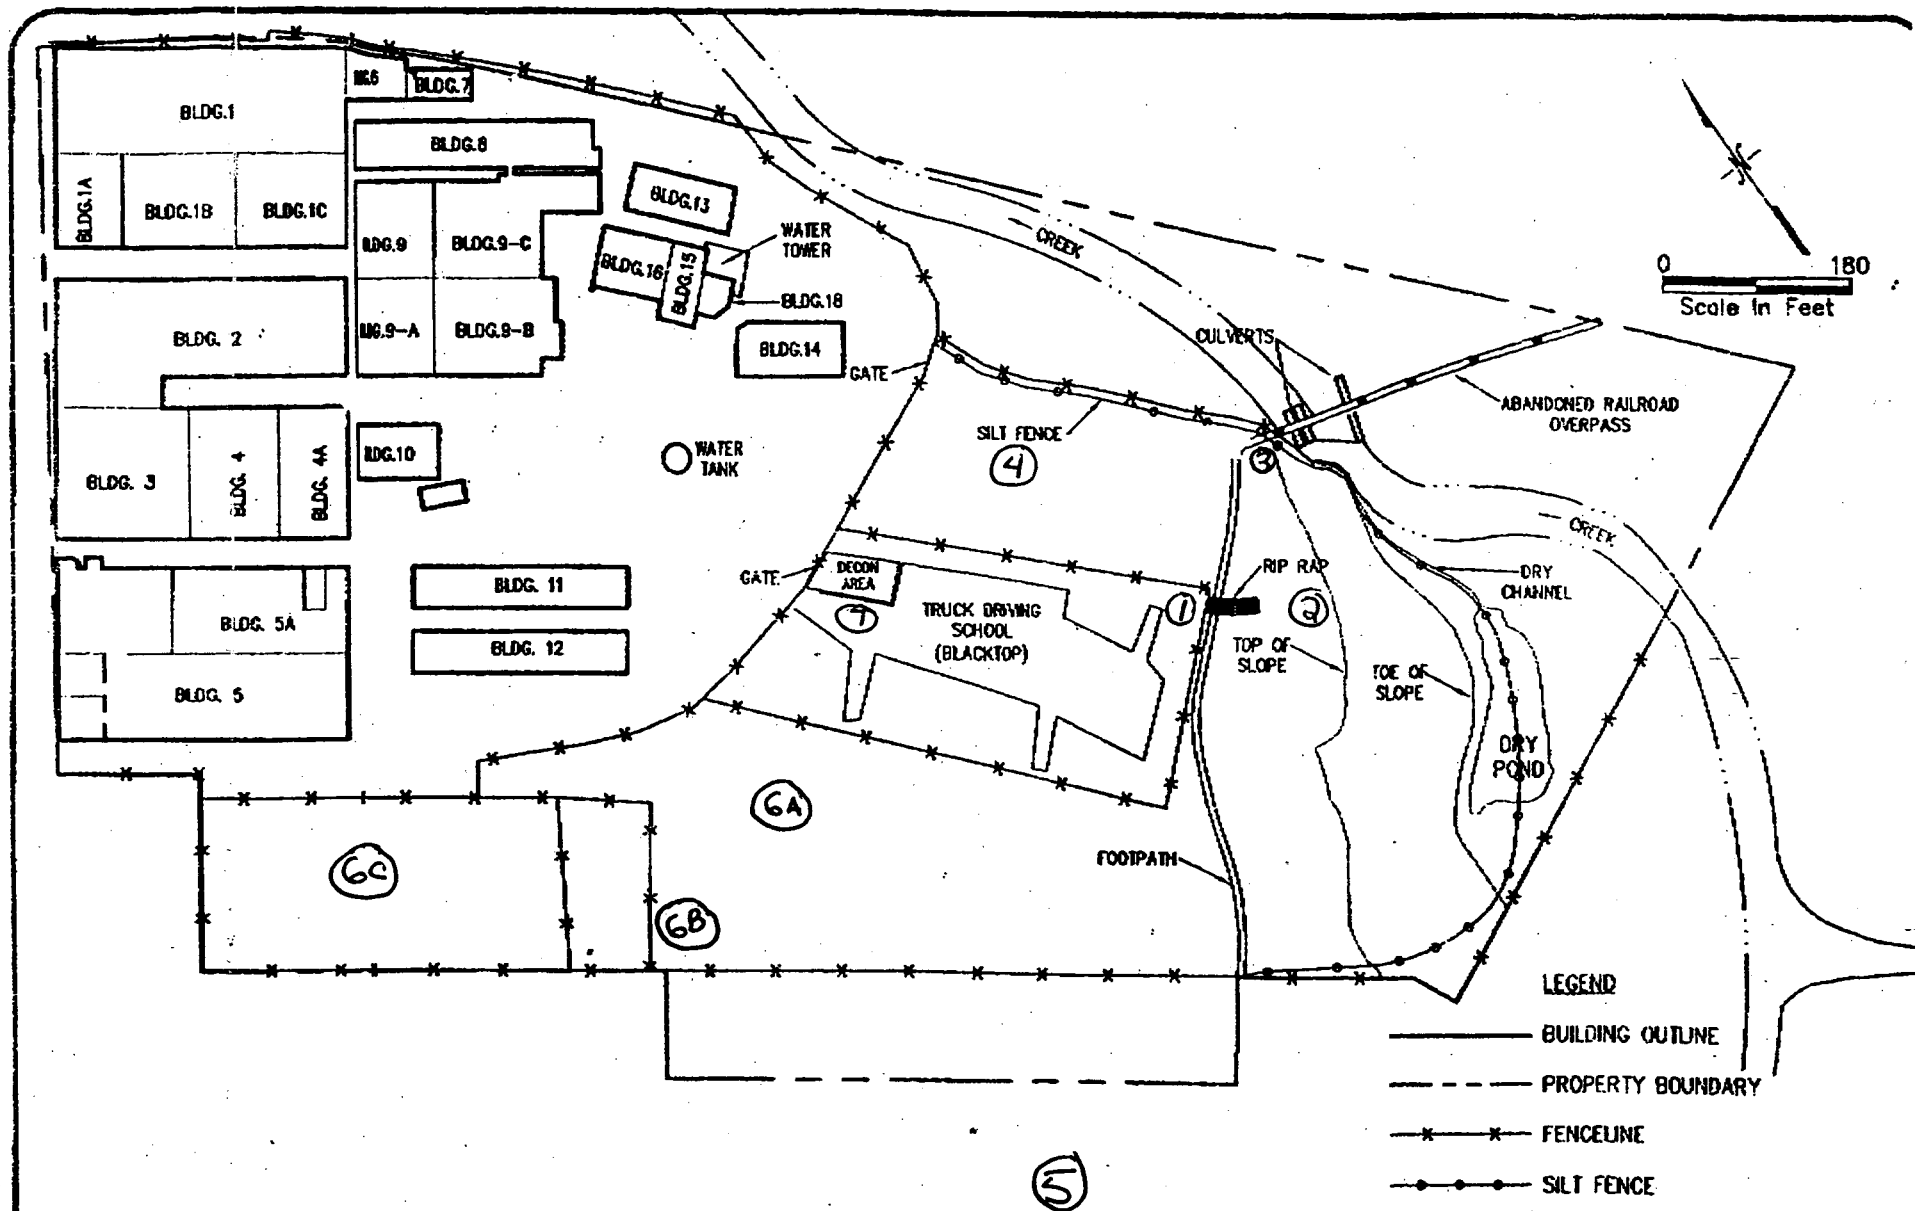 BLDG.7
BLDG.1
BLDG.8
BLDG.1A
BLDG.1B
BLDG.1C
BLDG.13
BLDG.9-C
WATER
TOWER
BLDG.16
BLDG.15
BLDG.18
BLDG. 2
BLDG.9-B
BLDG.14
GATE
CREEK
CULVERTS
0 180
Scale In Feet
ABANDONED RAILROAD
OVERPASS
SILT FENCE
4
3
WATER
TANK
BLDG. 3
BLDG. 4
BLDG. 4A
CREEK
GATE
DECON
AREA
BLDG. 11
RIP RAP
DRY
CHANNEL
1
2
TRUCK DRIVING
SCHOOL
(BLACKTOP)
BLDG. 5A
BLDG. 12
TOP OF
SLOPE
TOE OF
SLOPE
BLDG. 5
DRY
POND
6A
FOOTPATH
6C
6B
LEGEND
BUILDING OUTLINE
PROPERTY BOUNDARY
FENCELINE
SILT FENCE
5